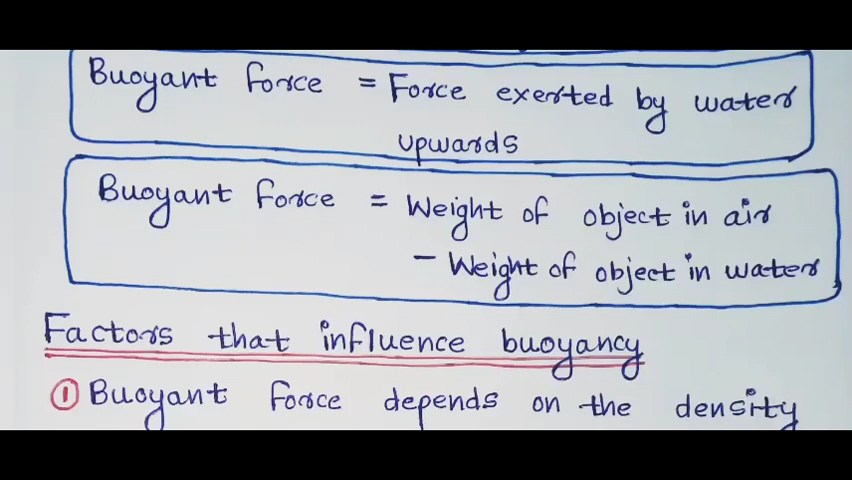 Buoyant force = Force exerted by water
upwards
Buoyant force = Weight of object in air
- Weight of object in water
Factors that influence buoyancy
① Buoyant force depends on the density